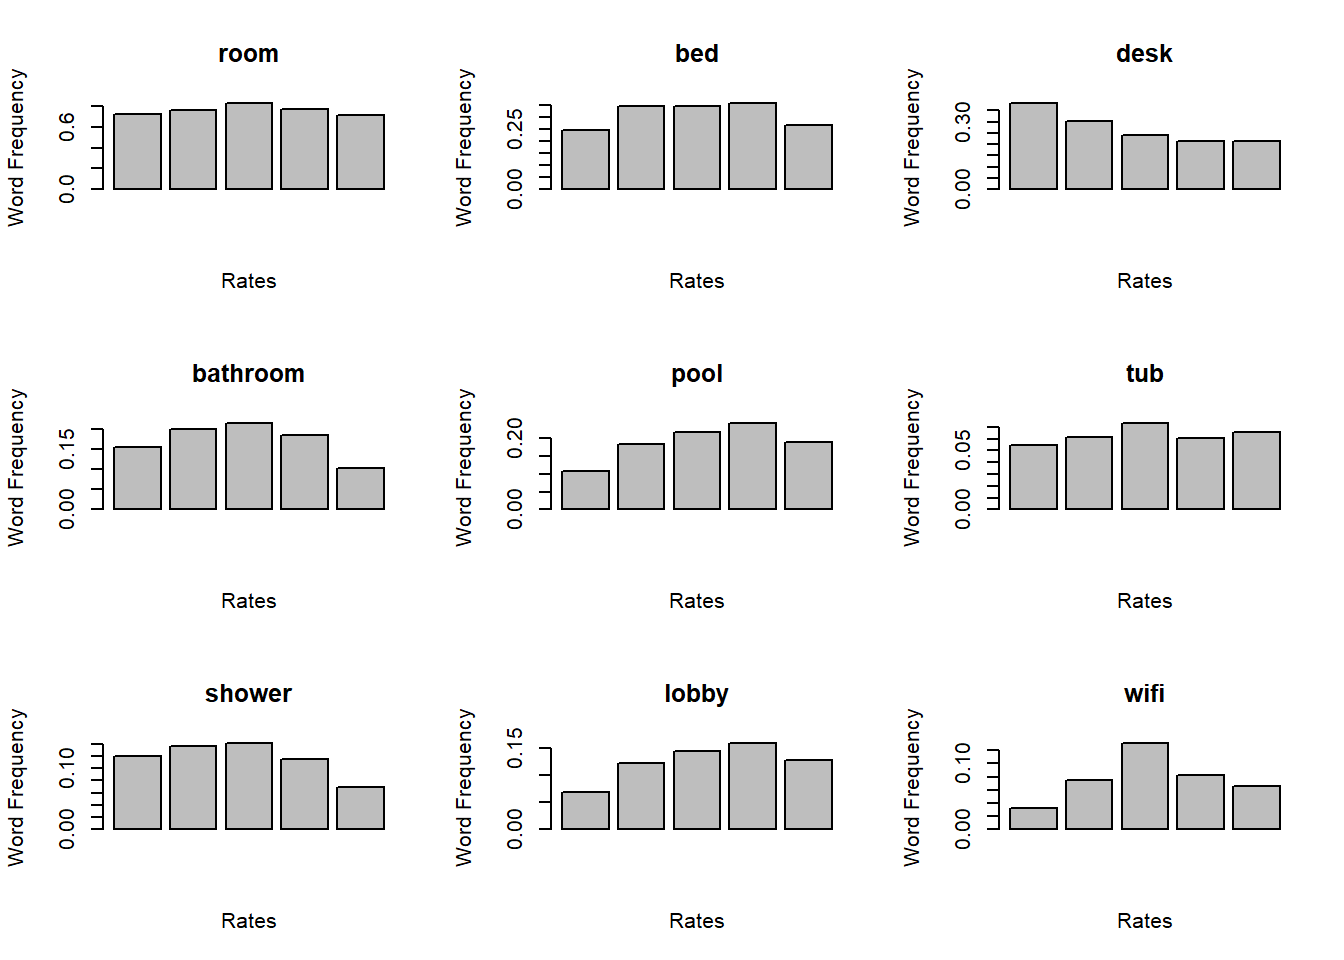 room
Word Frequency
0.6
0.0
Rates
bed
Word Frequency
0.25
0.00
Rates
desk
Word Frequency
0.30
0.00
Rates
bathroom
Word Frequency
0.15
0.00
Rates
pool
Word Frequency
0.20
0.00
Rates
tub
Word Frequency
0.05
0.00
Rates
shower
Word Frequency
0.10
0.00
Rates
lobby
Word Frequency
0.15
0.00
Rates
wifi
Word Frequency
0.10
0.00
Rates